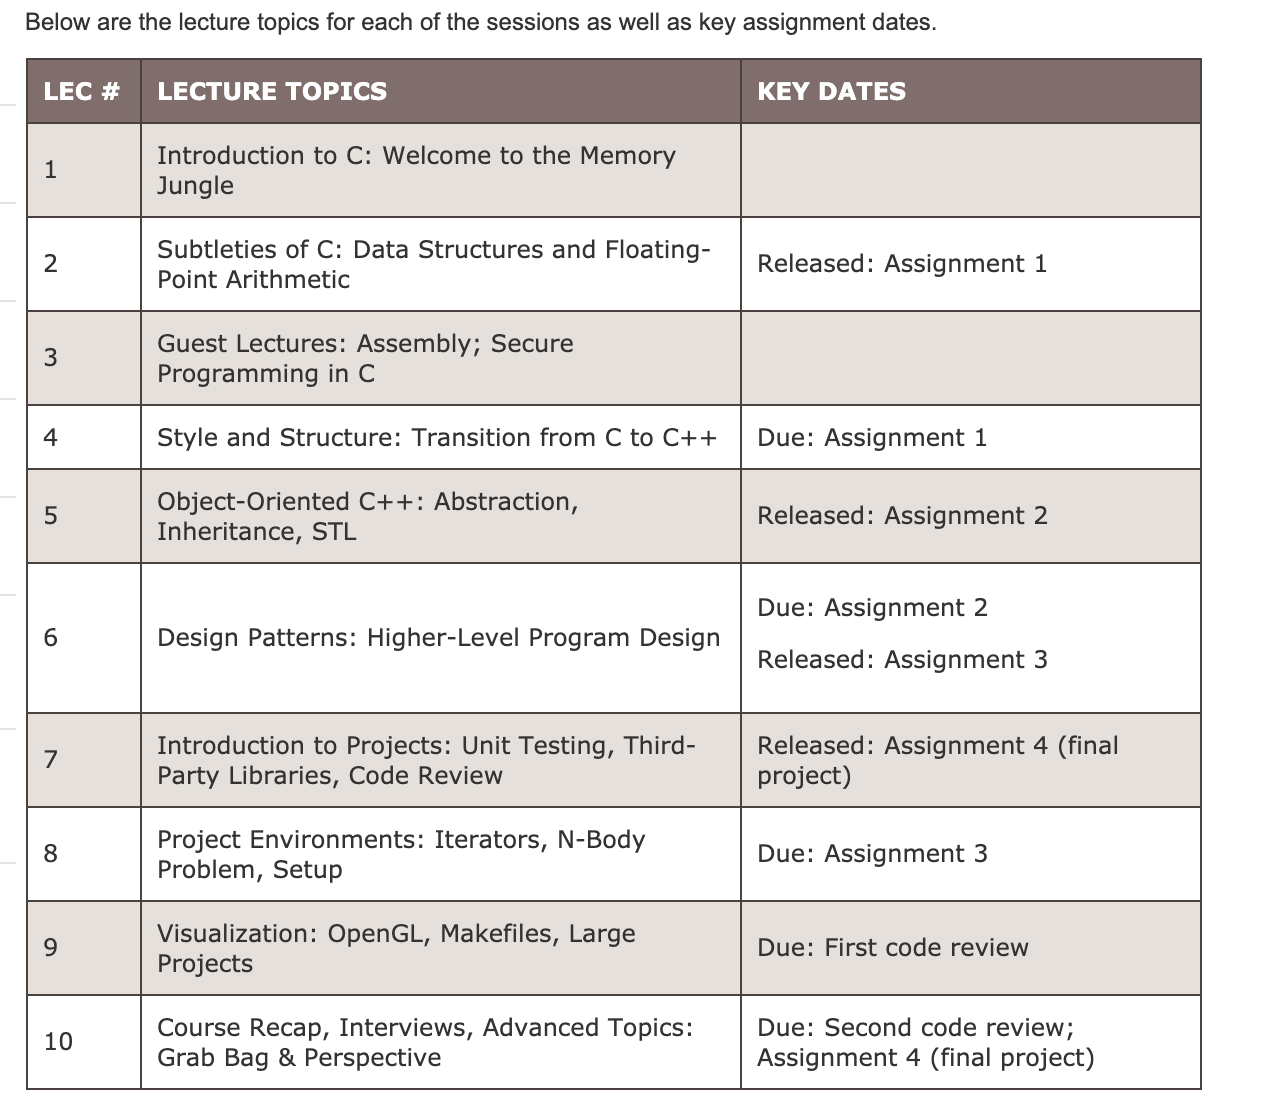 Below are the lecture topics for each of the sessions as well as key assignment dates.
LEC # LECTURE TOPICS KEY DATES
1 Introduction to C: Welcome to the Memory
Jungle
2 Subtleties of C: Data Structures and Floating-
Point Arithmetic
Released: Assignment 1
3 Guest Lectures: Assembly; Secure
Programming in C
4 Style and Structure: Transition from C to C++ Due: Assignment 1
5 Object-Oriented C++: Abstraction,
Inheritance, STL
Released: Assignment 2
6 Design Patterns: Higher-Level Program Design
Due: Assignment 2
Released: Assignment 3
7 Introduction to Projects: Unit Testing, Third-
Party Libraries, Code Review
Released: Assignment 4 (final
project)
8 Project Environments: Iterators, N-Body
Problem, Setup
Due: Assignment 3
9 Visualization: OpenGL, Makefiles, Large
Projects
Due: First code review
10 Course Recap, Interviews, Advanced Topics:
Grab Bag & Perspective
Due: Second code review;
Assignment 4 (final project)